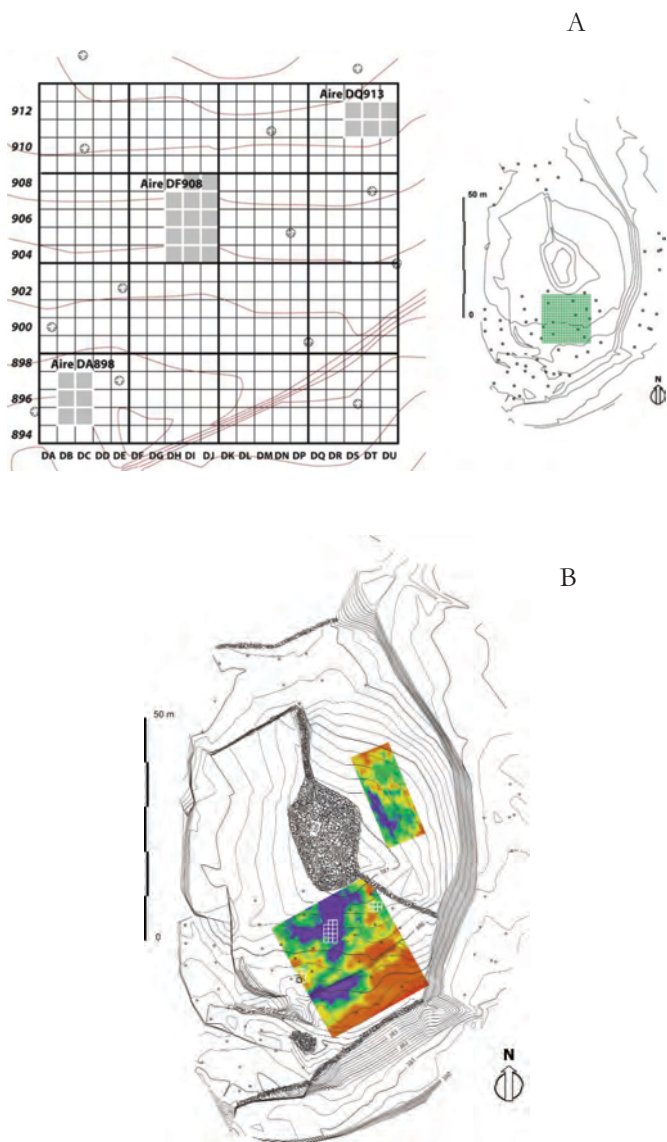 A
Aire DQ913
912
910
Aire DF908
908
906
904
902
900
Aire DA898
898
896
894
DA DB DC DD DE DF DG DH DI DJ DK DL DM DN DP DQ DR DS DT DU
50 m
0
N
B
50 m
0
N